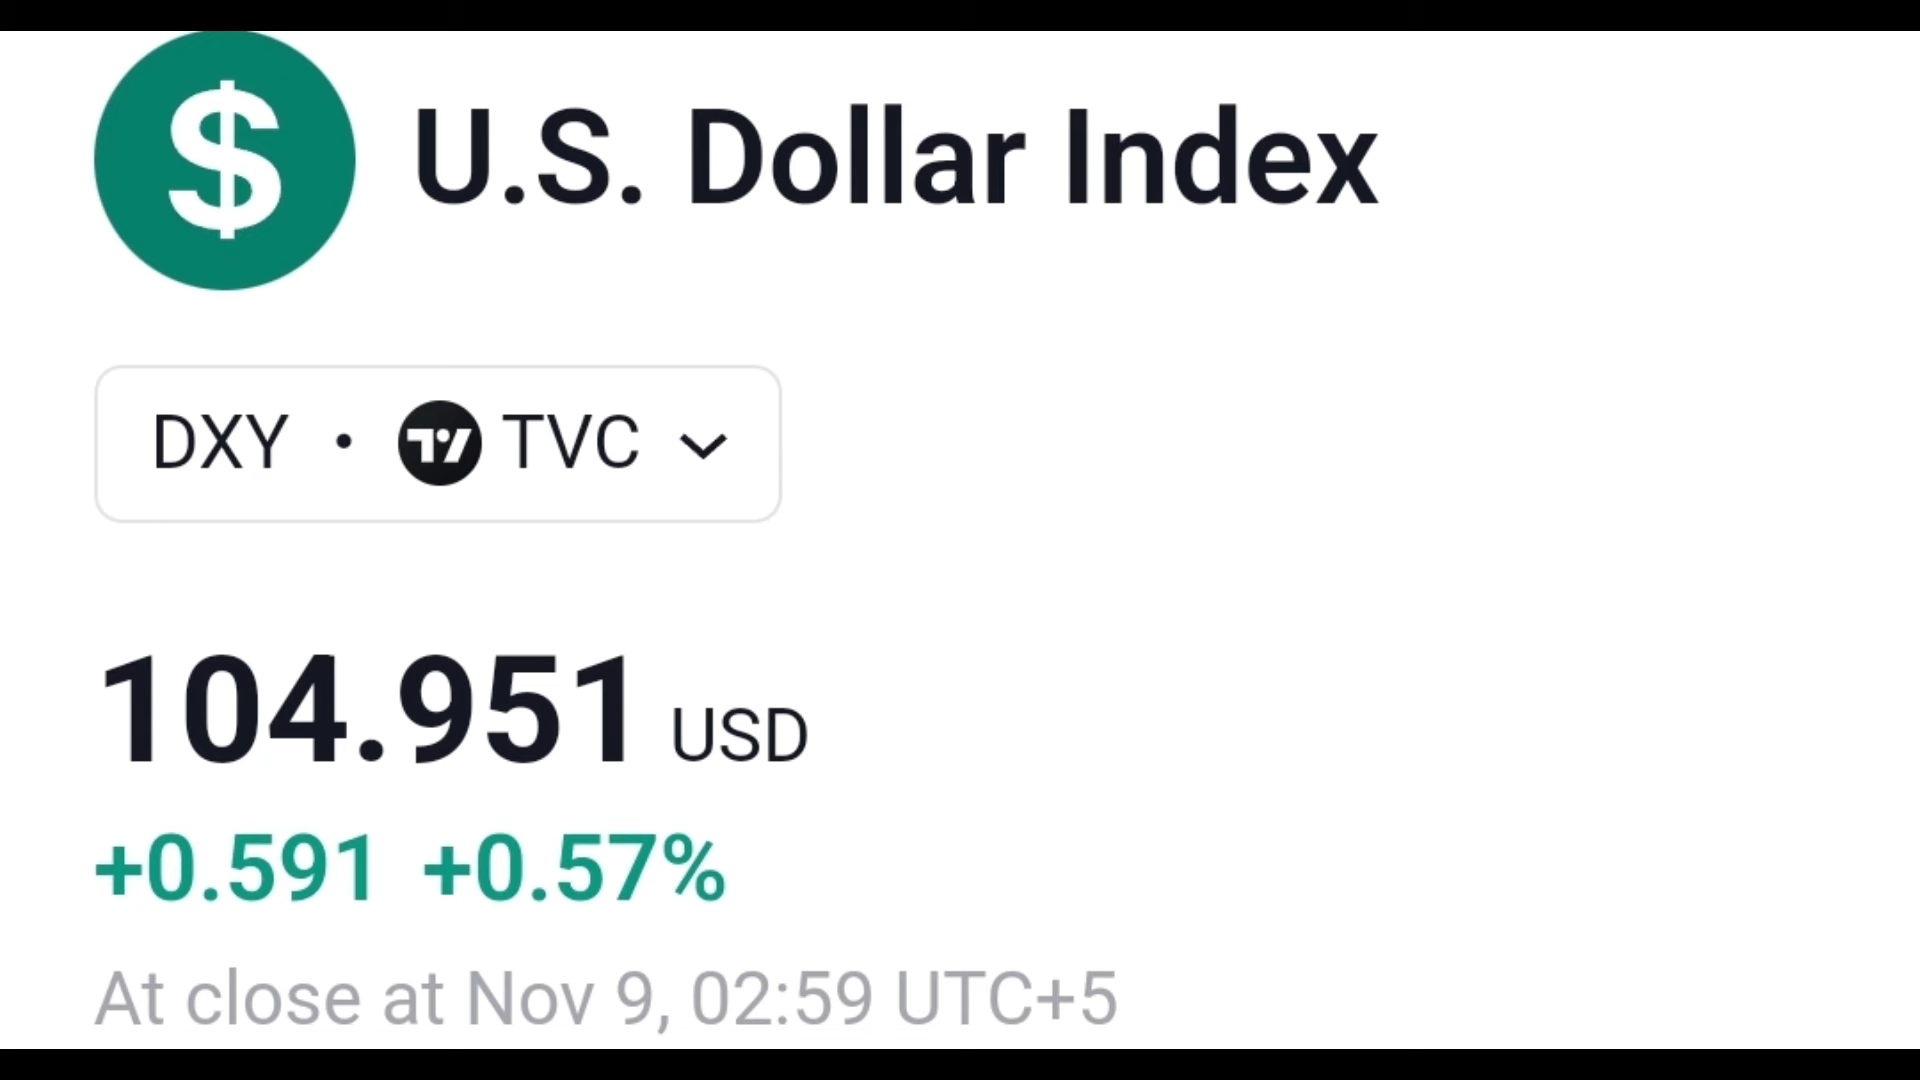 $ U.S. Dollar Index
DXY • TV TVC
104.951 USD
+0.591 +0.57%
At close at Nov 9, 02:59 UTC+5